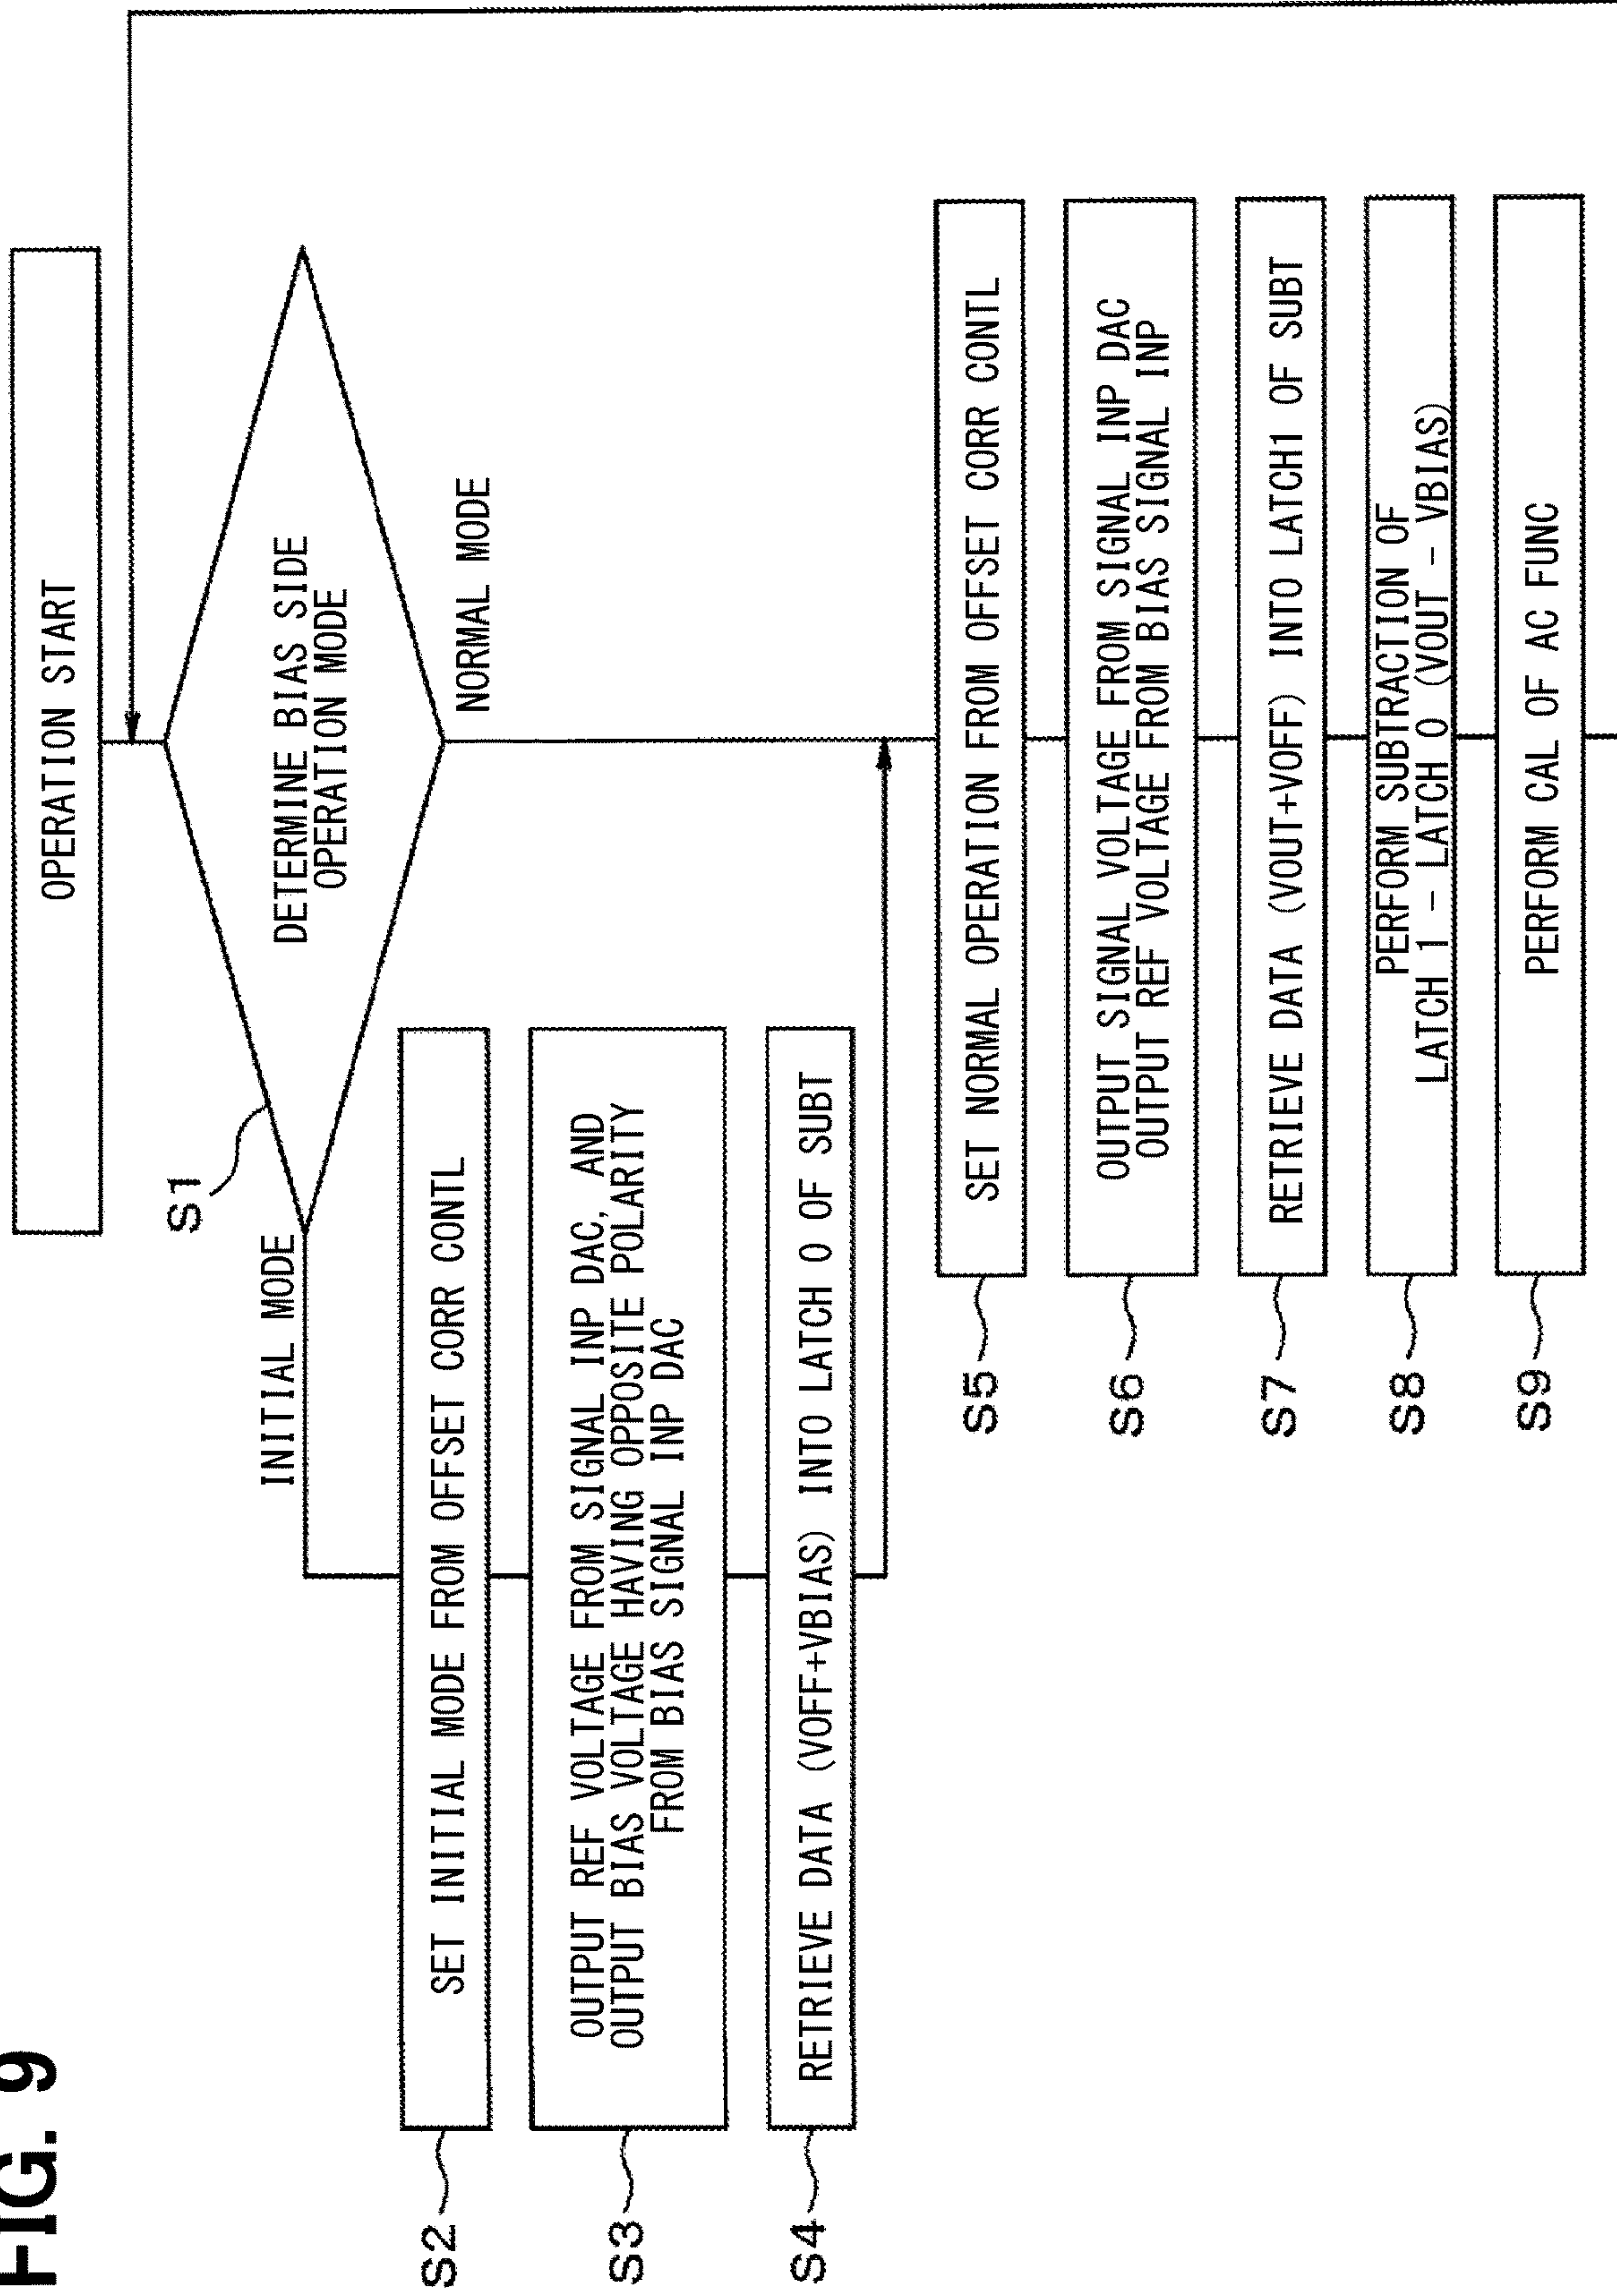 FIG. 9
OPERATION START
S1
DETERMINE BIAS SIDE
OPERATION MODE
INITIAL MODE
NORMAL MODE
S2
SET INITIAL MODE FROM OFFSET CORR CONTL
S3
OUTPUT REF VOLTAGE FROM SIGNAL INP DAC, AND
OUTPUT BIAS VOLTAGE HAVING OPPOSITE POLARITY
FROM BIAS SIGNAL INP DAC
S4
RETRIEVE DATA (VOFF+VBIAS) INTO LATCH 0 OF SUBT
S5
SET NORMAL OPERATION FROM OFFSET CORR CONTL
S6
OUTPUT SIGNAL VOLTAGE FROM SIGNAL INP DAC
OUTPUT REF VOLTAGE FROM BIAS SIGNAL INP
S7
RETRIEVE DATA (VOUT+VOFF) INTO LATCH1 OF SUBT
S8
PERFORM SUBTRACTION OF
LATCH 1 - LATCH 0 (VOUT - VBIAS)
S9
PERFORM CAL OF AC FUNC